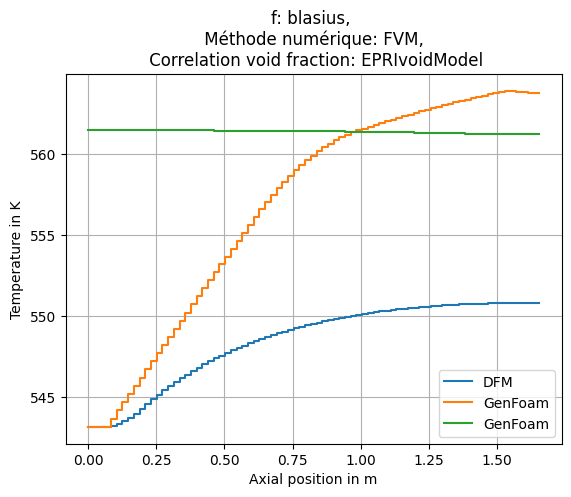 f: blasius,
Méthode numérique: FVM,
Correlation void fraction: EPRIvoidModel
Temperature in K
560
555
550
545
0.00 0.25 0.50 0.75 1.00 1.25 1.50
Axial position in m
DFM
GenFoam
GenFoam